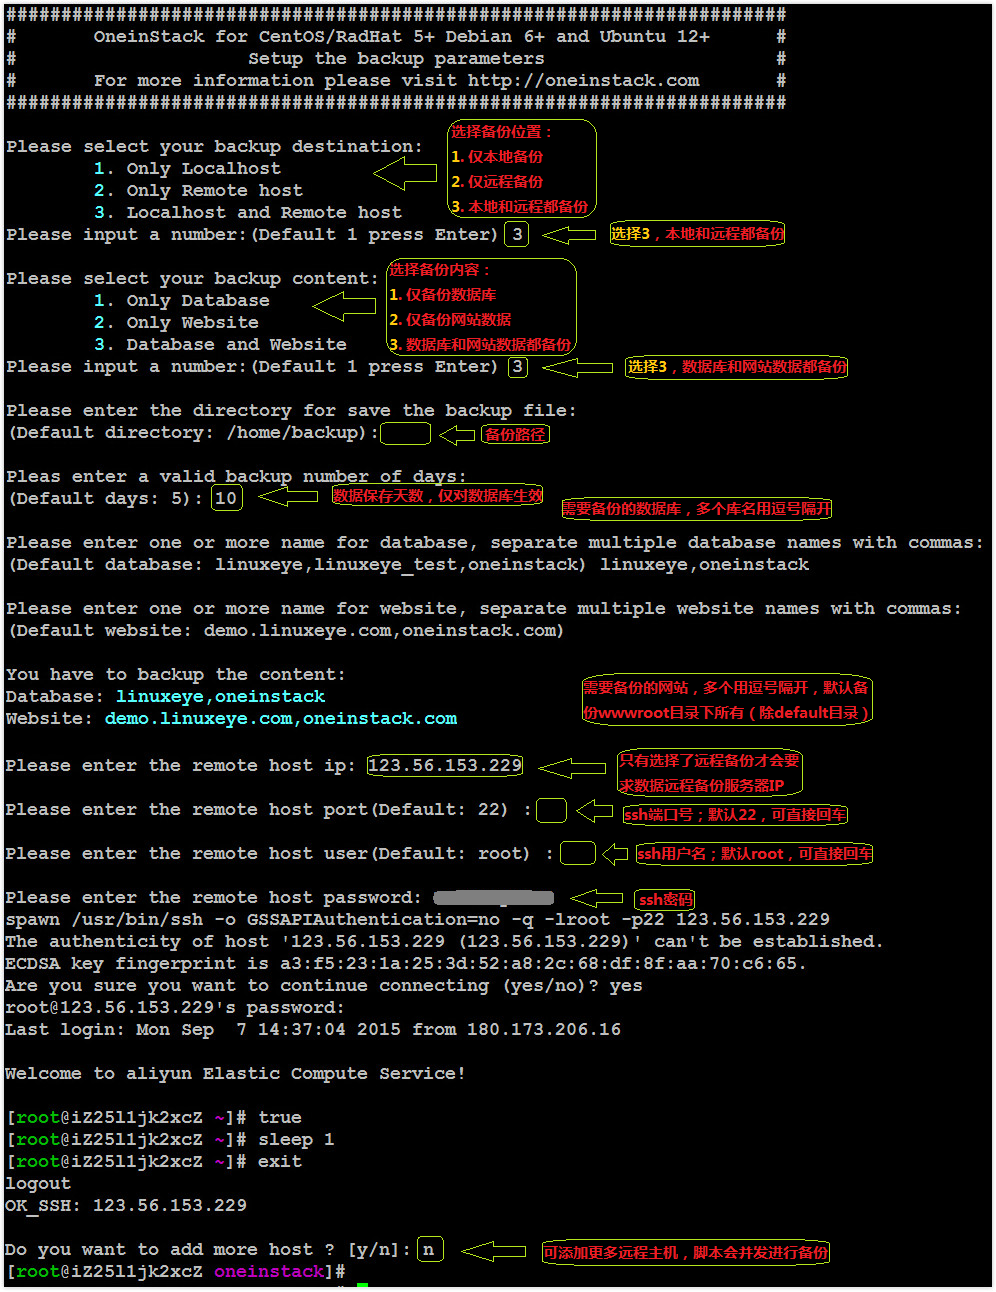 #######################################################################
# OneinStack for CentOS/RadHat 5+ Debian 6+ and Ubuntu 12+ #
# Setup the backup parameters #
# For more information please visit http://oneinstack.com #
#######################################################################
Please select your backup destination:
1. Only Localhost
2. Only Remote host
3. Localhost and Remote host
选择备份位置：
1. 仅本地备份
2. 仅远程备份
3. 本地和远程都备份
Please input a number:(Default 1 press Enter) 3
选择3，本地和远程都备份
Please select your backup content:
1. Only Database
2. Only Website
3. Database and Website
选择备份内容：
1. 仅备份数据库
2. 仅备份网站数据
3. 数据库和网站数据都备份
Please input a number:(Default 1 press Enter) 3
选择3，数据库和网站数据都备份
Please enter the directory for save the backup file:
(Default directory: /home/backup):
备份路径
Pleas enter a valid backup number of days:
(Default days: 5): 10
数据保存天数，仅对数据库生效
需要备份的数据库，多个库名用逗号隔开
Please enter one or more name for database, separate multiple database names with commas:
(Default database: linuxeye,linuxeye_test,oneinstack) linuxeye,oneinstack
Please enter one or more name for website, separate multiple website names with commas:
(Default website: demo.linuxeye.com,oneinstack.com)
You have to backup the content:
Database: linuxeye,oneinstack
Website: demo.linuxeye.com,oneinstack.com
需要备份的网站，多个用逗号隔开，默认备
份wwwroot目录下所有（除default目录）
Please enter the remote host ip: 123.56.153.229
只有选择了远程备份才会要
求数据远程备份服务器IP
Please enter the remote host port(Default: 22) :
ssh端口号；默认22，可直接回车
Please enter the remote host user(Default: root) :
ssh用户名；默认root，可直接回车
Please enter the remote host password:
ssh密码
spawn /usr/bin/ssh -o GSSAPIAuthentication=no -q -lroot -p22 123.56.153.229
The authenticity of host '123.56.153.229 (123.56.153.229)' can't be established.
ECDSA key fingerprint is a3:f5:23:1a:25:3d:52:a8:2c:68:df:8f:aa:70:c6:65.
Are you sure you want to continue connecting (yes/no)? yes
root@123.56.153.229's password:
Last login: Mon Sep  7 14:37:04 2015 from 180.173.206.16
Welcome to aliyun Elastic Compute Service!
[root@iZ25l1jk2xcZ ~]# true
[root@iZ25l1jk2xcZ ~]# sleep 1
[root@iZ25l1jk2xcZ ~]# exit
logout
OK_SSH: 123.56.153.229
Do you want to add more host ? [y/n]: n
可添加更多远程主机，脚本会并发进行备份
[root@iZ25l1jk2xcZ oneinstack]#